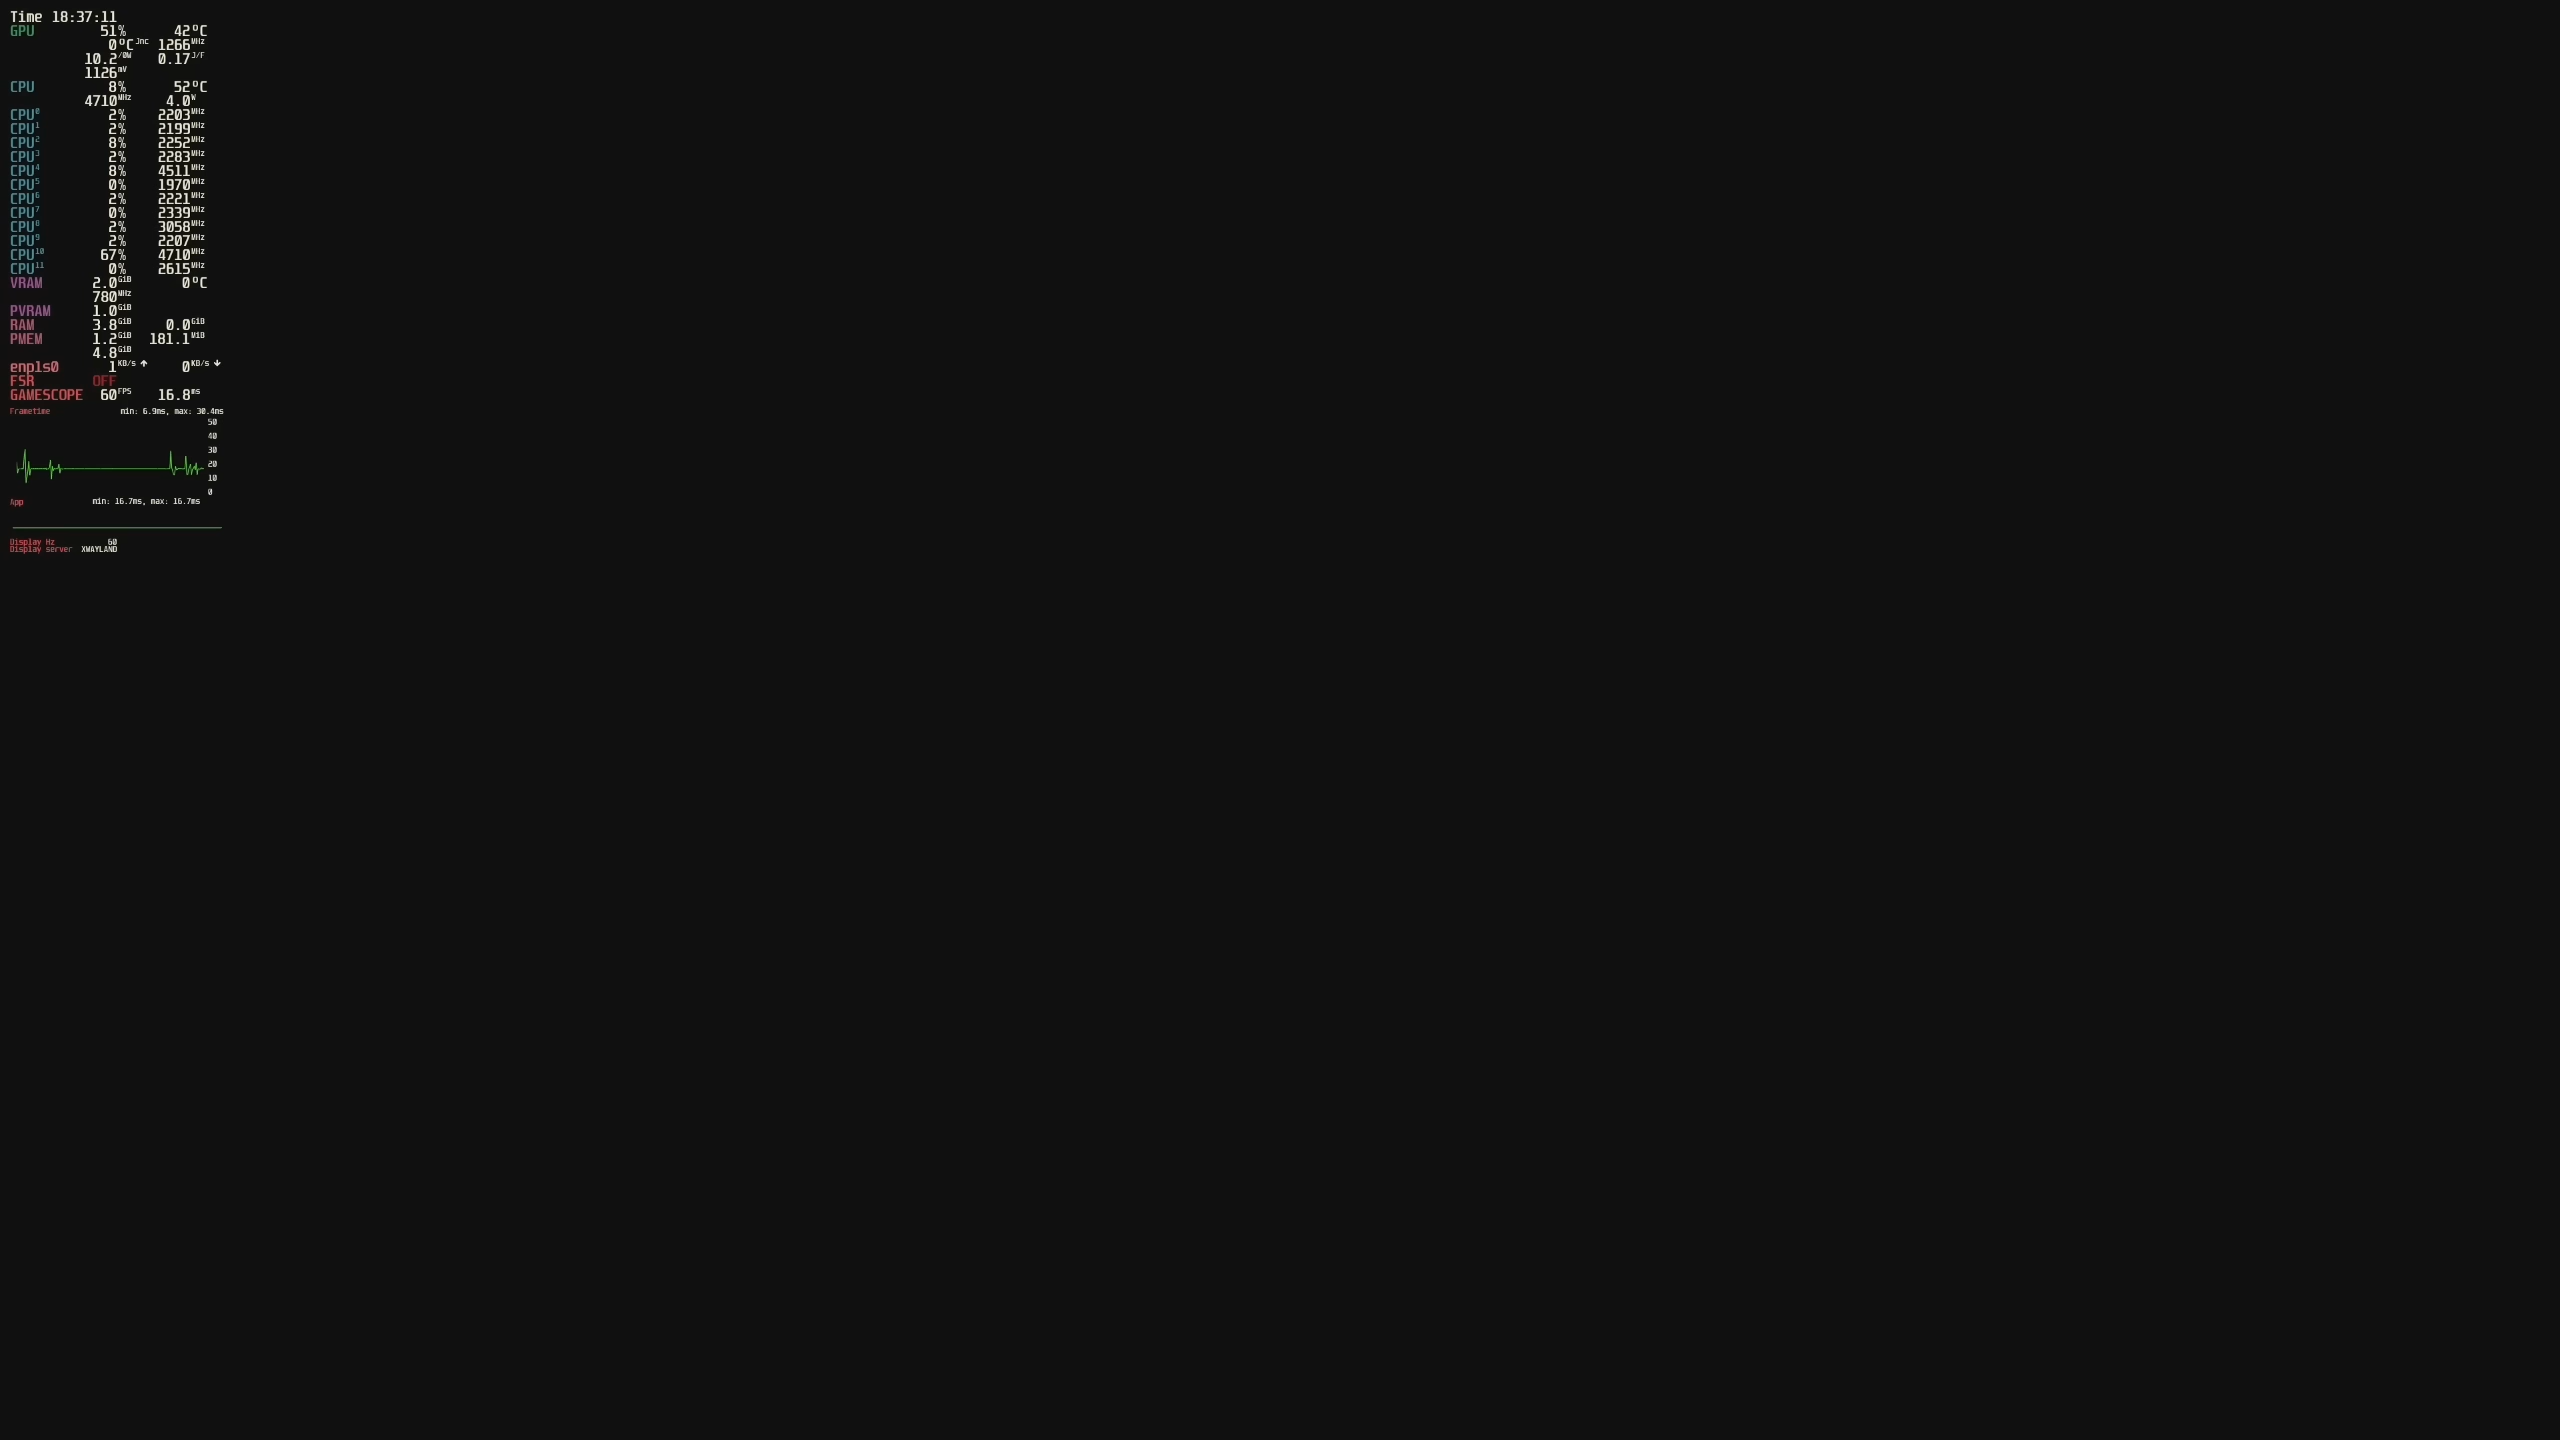 Time 18:37:11
GPU 51% 42°C
0°C Jnc 1266MHz
10.2/0W 0.17J/F
1126mV
CPU 8% 52°C
4710MHz 4.0W
CPU0 2% 2203MHz
CPU1 2% 2199MHz
CPU2 8% 2252MHz
CPU3 2% 2283MHz
CPU4 8% 4511MHz
CPU5 0% 1970MHz
CPU6 2% 2221MHz
CPU7 0% 2339MHz
CPU8 2% 3058MHz
CPU9 2% 2207MHz
CPU10 67% 4710MHz
CPU11 0% 2615MHz
VRAM 2.0GiB 0°C
780MHz
PVRAM 1.0GiB
RAM 3.8GiB 0.0GiB
PMEM 1.2GiB 181.1MiB
4.8GiB
enp1s0 1KB/s ↑ 0KB/s ↓
FSR OFF
GAMESCOPE 60FPS 16.8ms
Frametime min: 6.9ms, max: 30.4ms
50
40
30
20
10
0
App min: 16.7ms, max: 16.7ms
Display Hz 60
Display server XWAYLAND